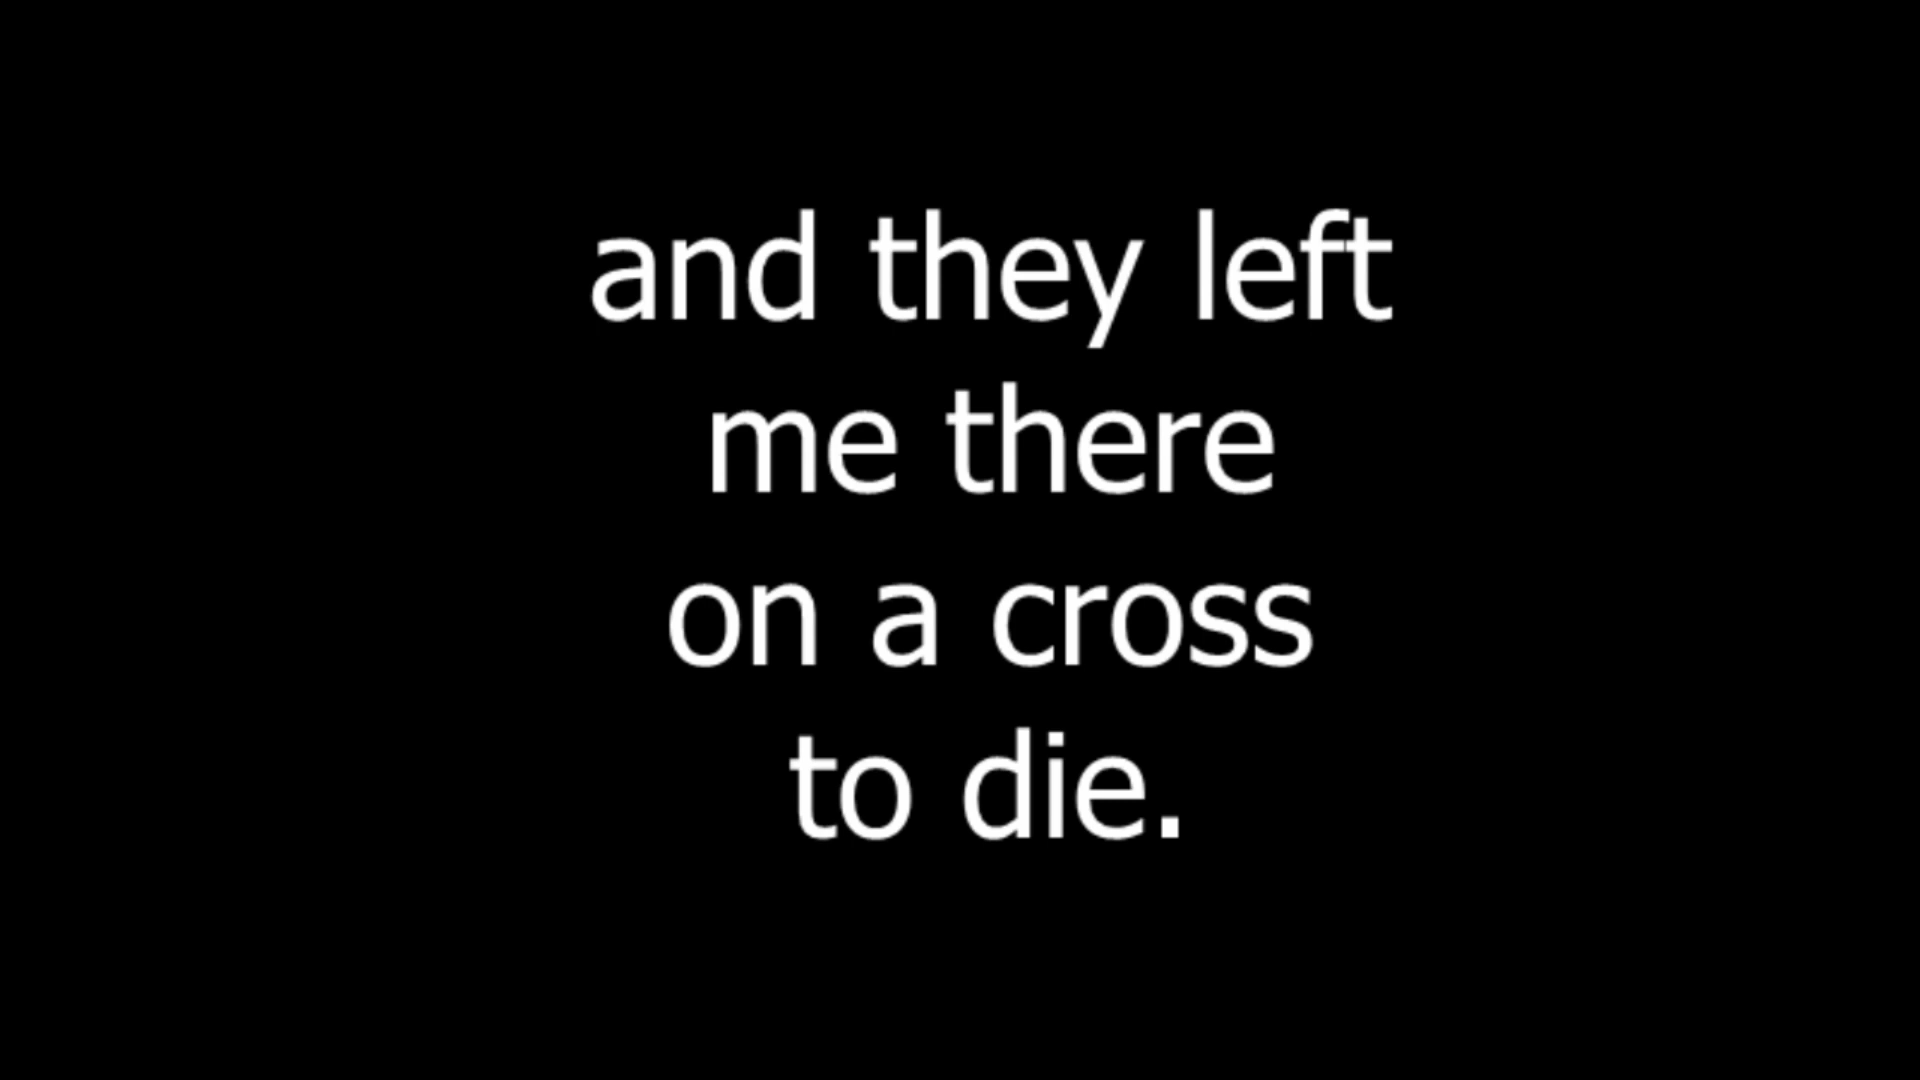 and they left
me there
on a cross
to die.